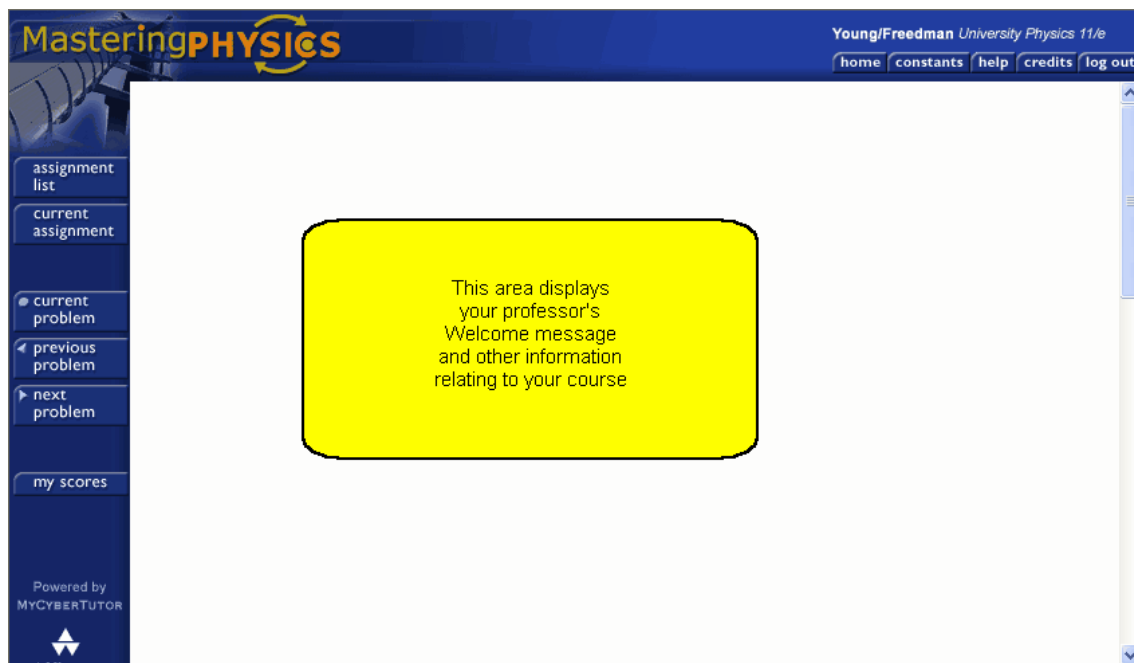 MasteringPHYSICS
Young/Freedman University Physics 11/e
home constants help credits log out
assignment
list
current
assignment
current
problem
previous
problem
next
problem
my scores
This area displays
your professor's
Welcome message
and other information
relating to your course
Powered by
MYCYBERTUTOR